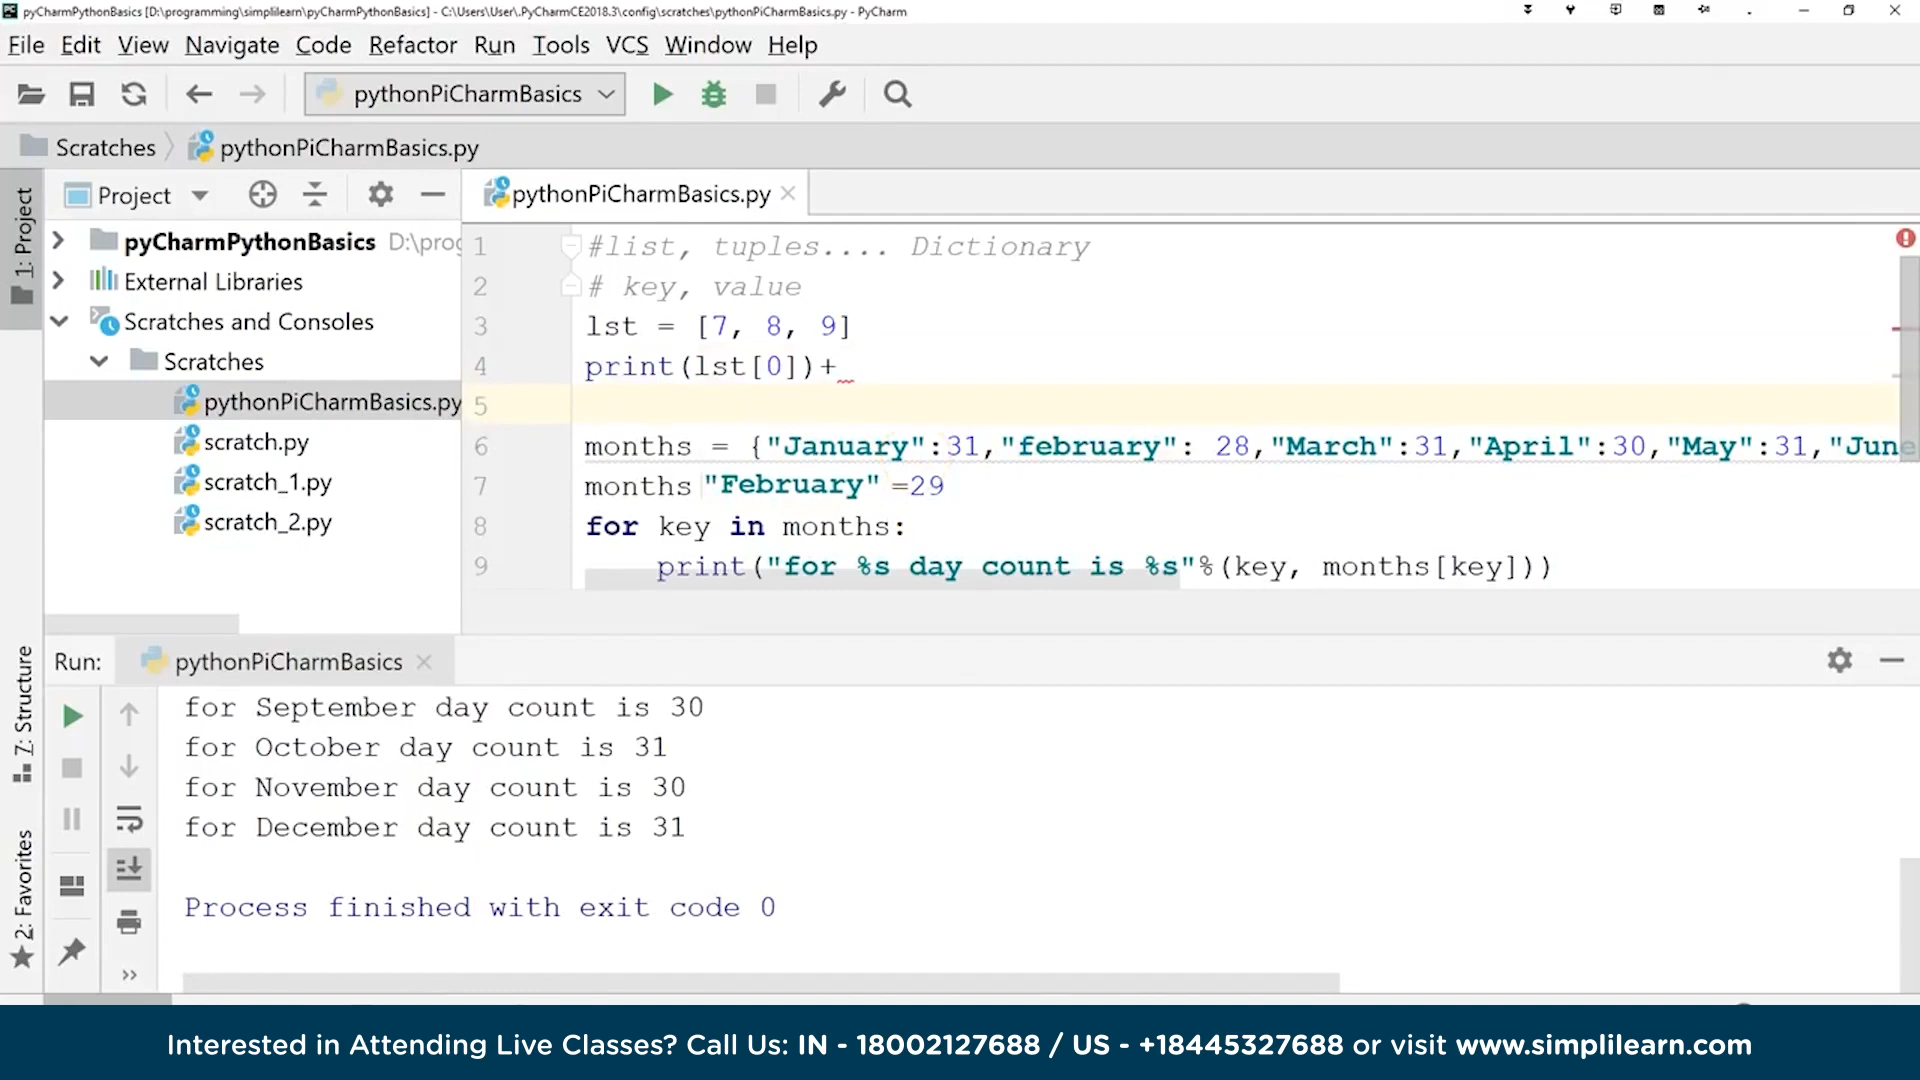 pyCharmPythonBasics [D:\programming\simplilearn\pyCharmPythonBasics] - C:\Users\User\.PyCharmCE2018.3\config\scratches\pythonPiCharmBasics.py - PyCharm
File Edit View Navigate Code Refactor Run Tools VCS Window Help
pythonPiCharmBasics
Scratches pythonPiCharmBasics.py
1: Project
Project
pyCharmPythonBasics D:\prog
External Libraries
Scratches and Consoles
Scratches
pythonPiCharmBasics.py
scratch.py
scratch_1.py
scratch_2.py
pythonPiCharmBasics.py
1 #list, tuples.... Dictionary
2 # key, value
3 lst = [7, 8, 9]
4 print(lst[0])+
5
6 months = {"January":31,"february": 28,"March":31,"April":30,"May":31,"June
7 months "February" =29
8 for key in months:
9 print("for %s day count is %s"%(key, months[key]))
7: Structure
2: Favorites
Run: pythonPiCharmBasics
for September day count is 30
for October day count is 31
for November day count is 30
for December day count is 31
Process finished with exit code 0
Interested in Attending Live Classes? Call Us: IN - 18002127688 / US - +18445327688 or visit www.simplilearn.com